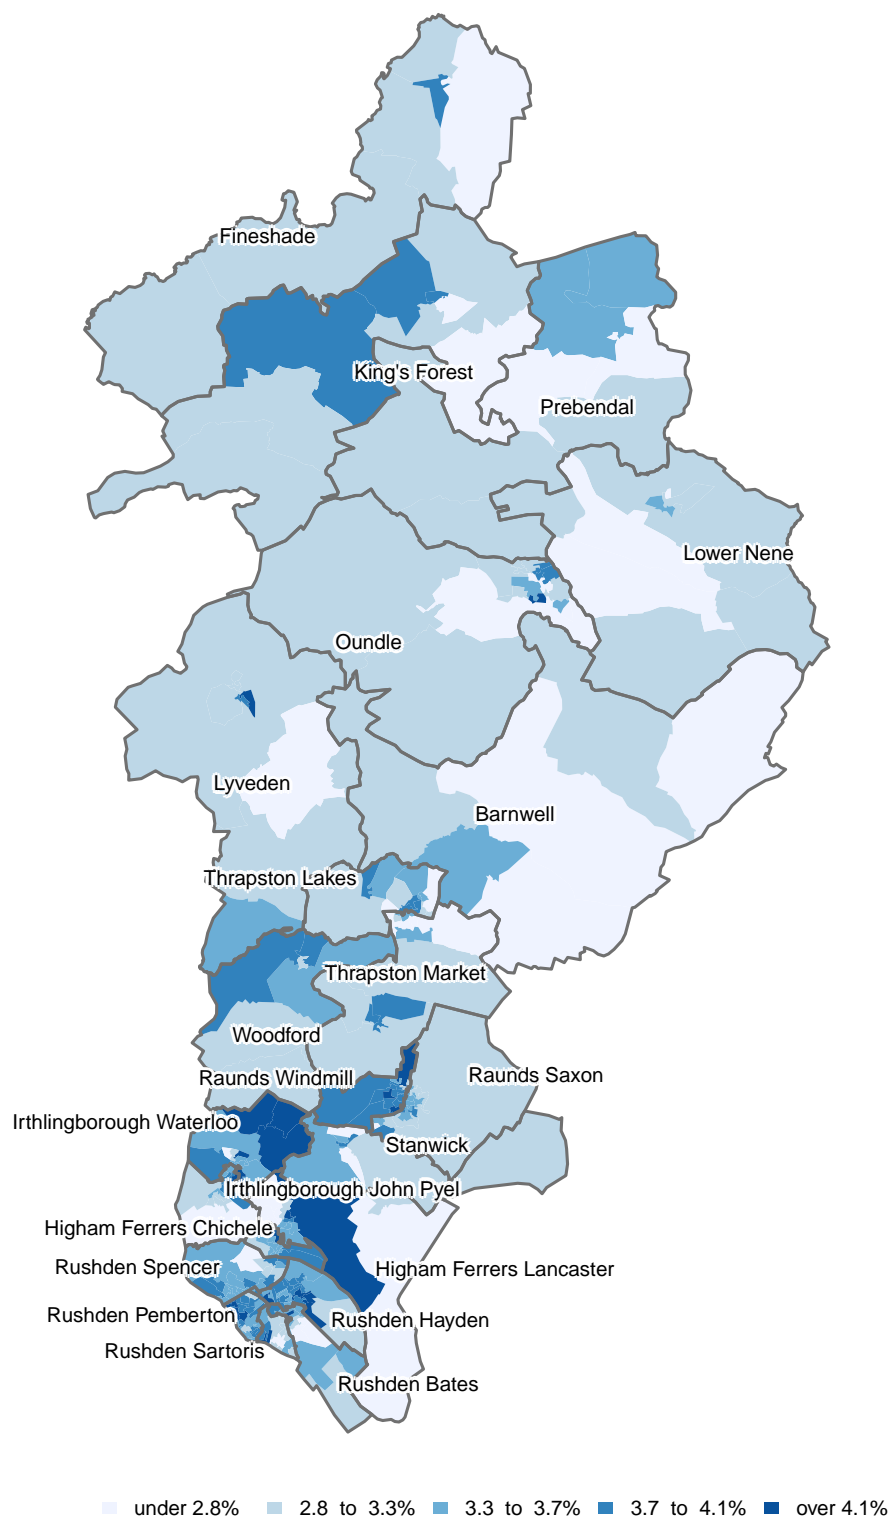 Fineshade
King's Forest
Prebendal
Lower Nene
Oundle
Lyveden
Barnwell
Thrapston Lakes
Thrapston Market
Woodford
Raunds Saxon
Raunds Windmill
Irthlingborough Waterloo
Stanwick
Irthlingborough John Pyel
Higham Ferrers Chichele
Rushden Spencer
Higham Ferrers Lancaster
Rushden Pemberton
Rushden Hayden
Rushden Sartoris
Rushden Bates
under 2.8% 2.8 to 3.3% 3.3 to 3.7% 3.7 to 4.1% over 4.1%